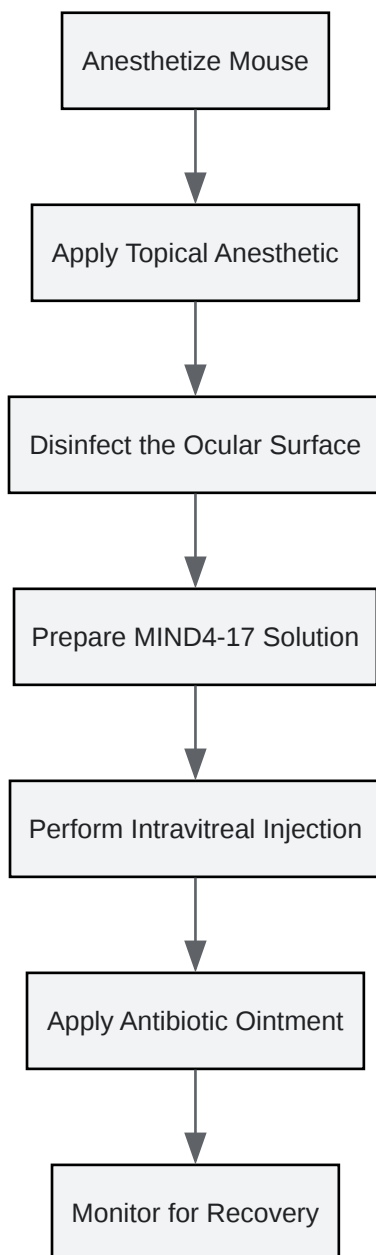 Anesthetize Mouse
Apply Topical Anesthetic
Disinfect the Ocular Surface
Prepare MIND4-17 Solution
Perform Intravitreal Injection
Apply Antibiotic Ointment
Monitor for Recovery